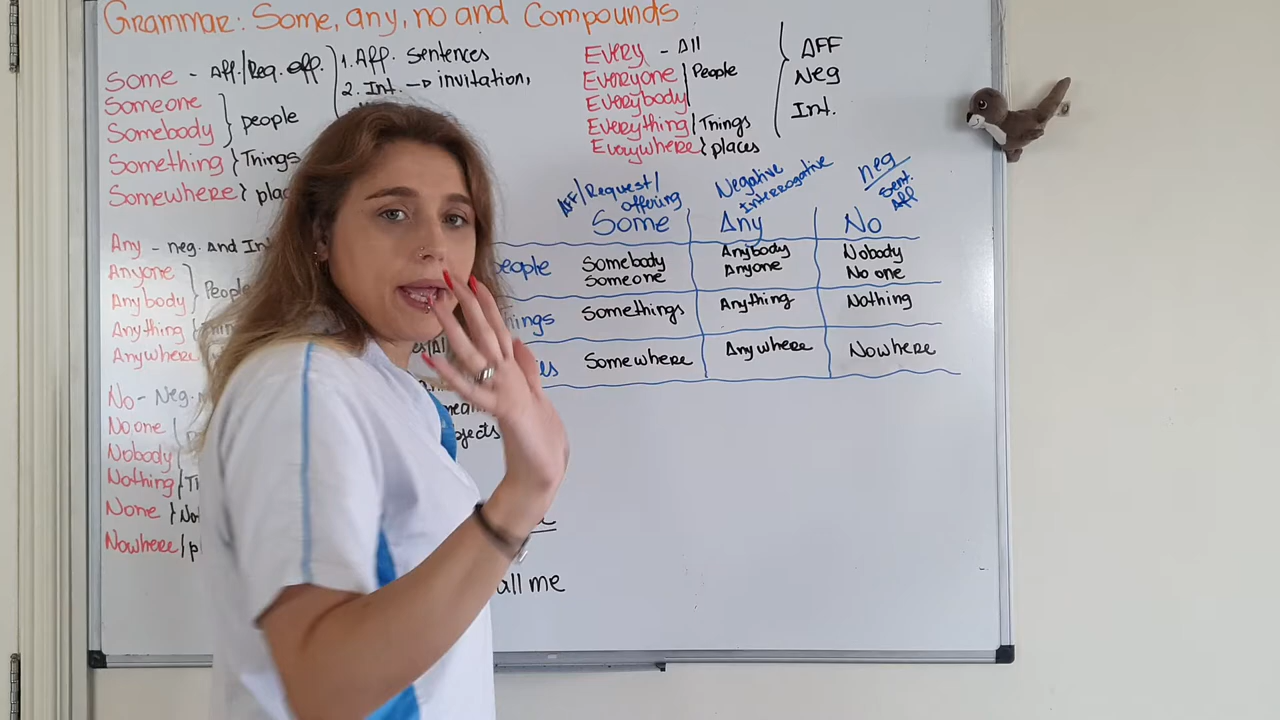 Grammar: Some, any, no and Compounds
Some - Aff./Req. off.
Someone
Somebody
people
Something } Things
Somewhere }
1. Aff. sentences
2. Int. → invitation,
Any - neg. and
Anyone
Anybody
People
Anything
Anywhere
No - Neg.
No one
Nobody
Nothing
None
Nowhere
Every - All
Everyone
Everybody
People
Everything / Things
Everywhere } places
AFF
Neg
Int.
AFF/Request/
offering
Negative
Interrogative
neg
sent.
Aff
Some Any No
people Somebody Anybody Nobody
Someone Anyone No one
things Somethings Anything Nothing
Somewhere Anywhere Nowhere
all me